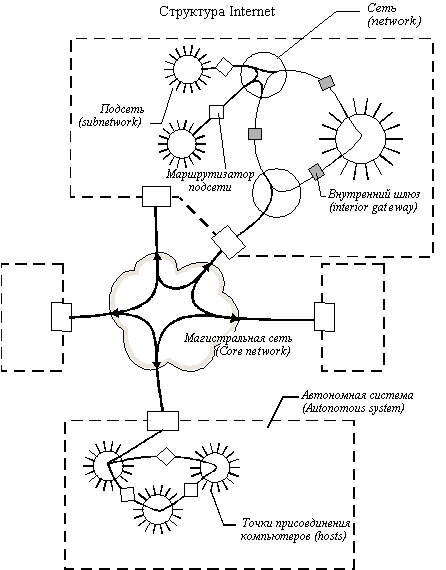 Структура Internet
Сеть
(network)
Подсеть
(subnetwork)
Маршрутизатор
подсети
Внутренний шлюз
(interior gateway)
Магистральная сеть
(Core network)
Автономная система
(Autonomous system)
Точки присоединения
компьютеров (hosts)